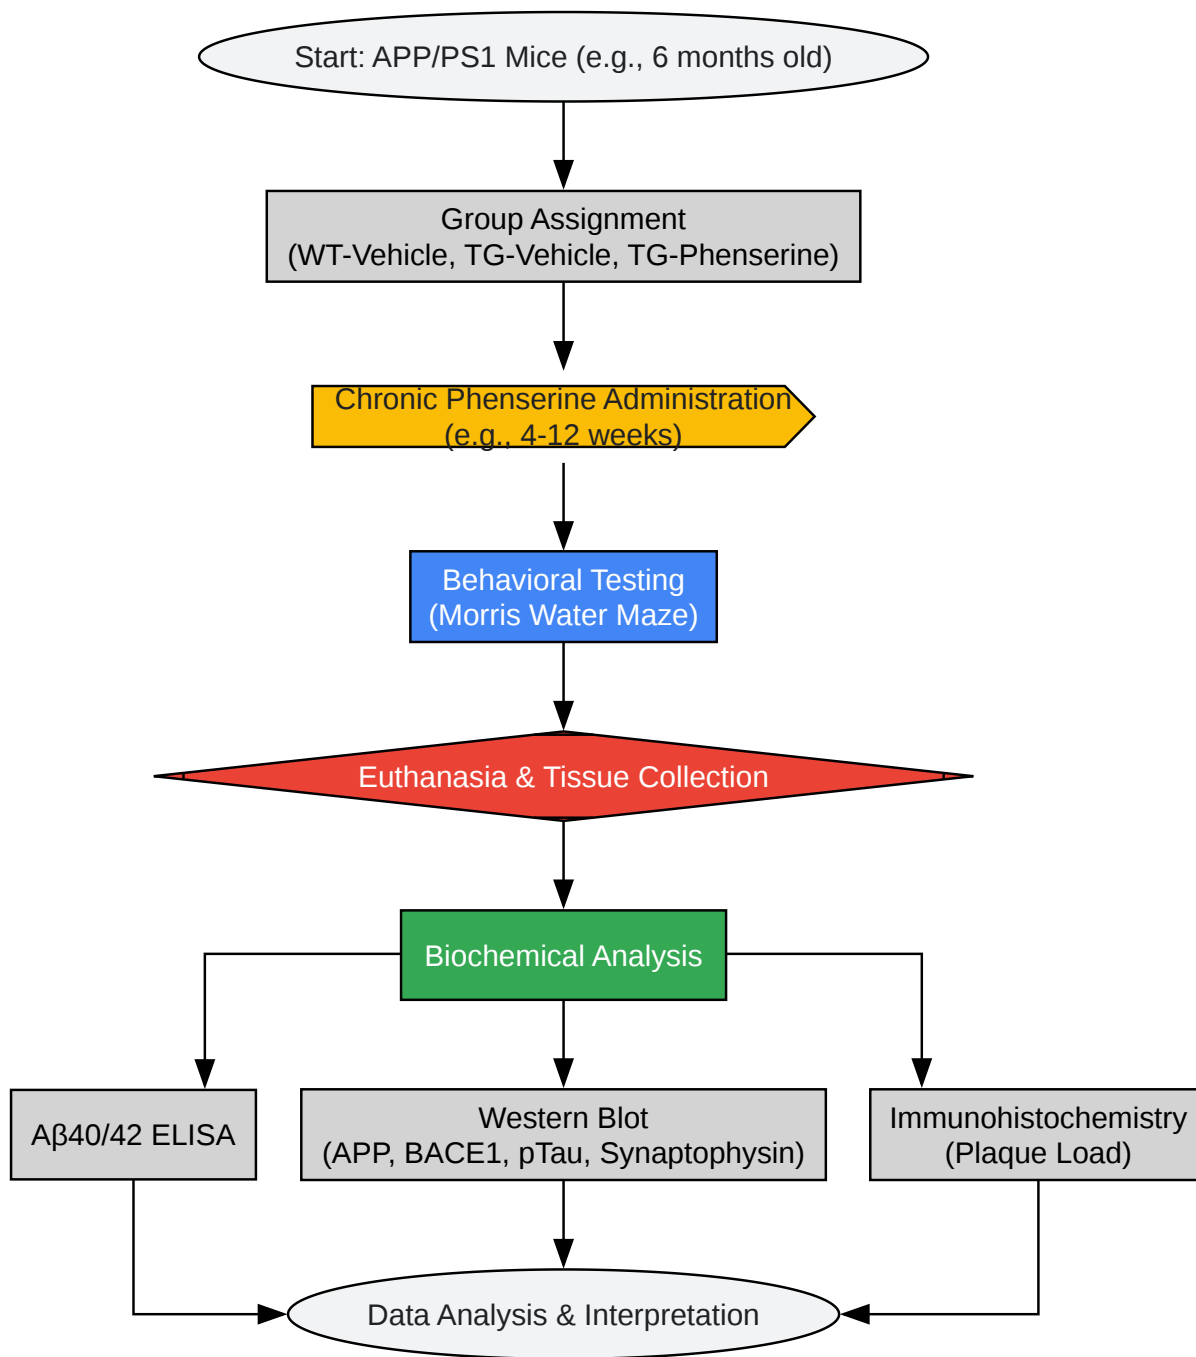 Start: APP/PS1 Mice (e.g., 6 months old)
Group Assignment
(WT-Vehicle, TG-Vehicle, TG-Phenserine)
Chronic Phenserine Administration
(e.g., 4-12 weeks)
Behavioral Testing
(Morris Water Maze)
Euthanasia & Tissue Collection
Biochemical Analysis
Aβ40/42 ELISA
Western Blot
(APP, BACE1, pTau, Synaptophysin)
Immunohistochemistry
(Plaque Load)
Data Analysis & Interpretation